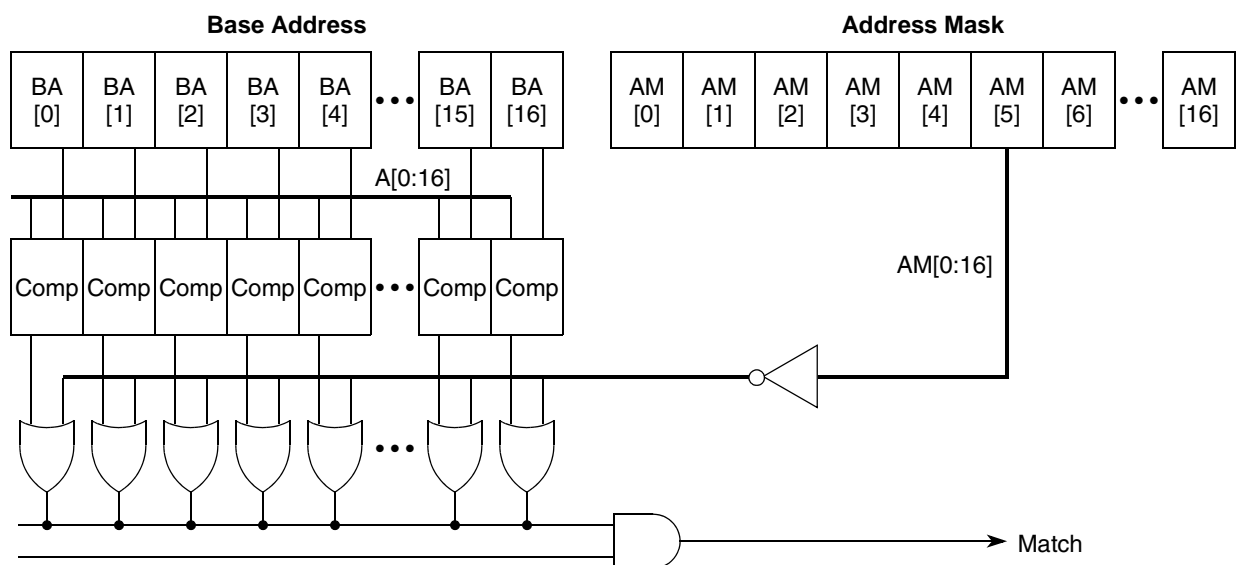 Base Address
Address Mask
BA [0]
BA [1]
BA [2]
BA [3]
BA [4]
BA [15]
BA [16]
AM [0]
AM [1]
AM [2]
AM [3]
AM [4]
AM [5]
AM [6]
AM [16]
A[0:16]
Comp Comp Comp Comp Comp Comp Comp
AM[0:16]
Match